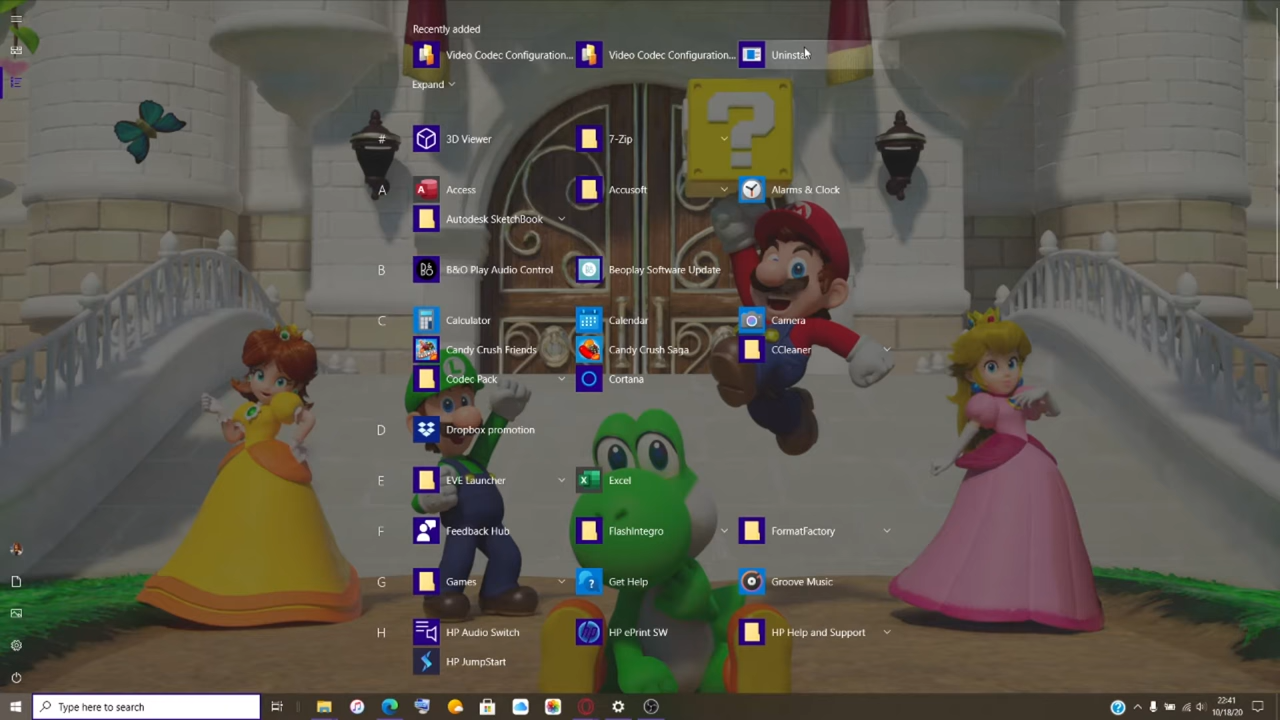 Recently added
Video Codec Configuration... Video Codec Configuration... Uninstall
Expand
# 3D Viewer 7-Zip
A Access Accusoft Alarms & Clock
Autodesk SketchBook
B B&O Play Audio Control Beoplay Software Update
C Calculator Calendar Camera
Candy Crush Friends Candy Crush Saga CCleaner
Codec Pack Cortana
D Dropbox promotion
E EVE Launcher Excel
F Feedback Hub FlashIntegro FormatFactory
G Games Get Help Groove Music
H HP Audio Switch HP ePrint SW HP Help and Support
HP JumpStart
Type here to search
22:41
10/18/20